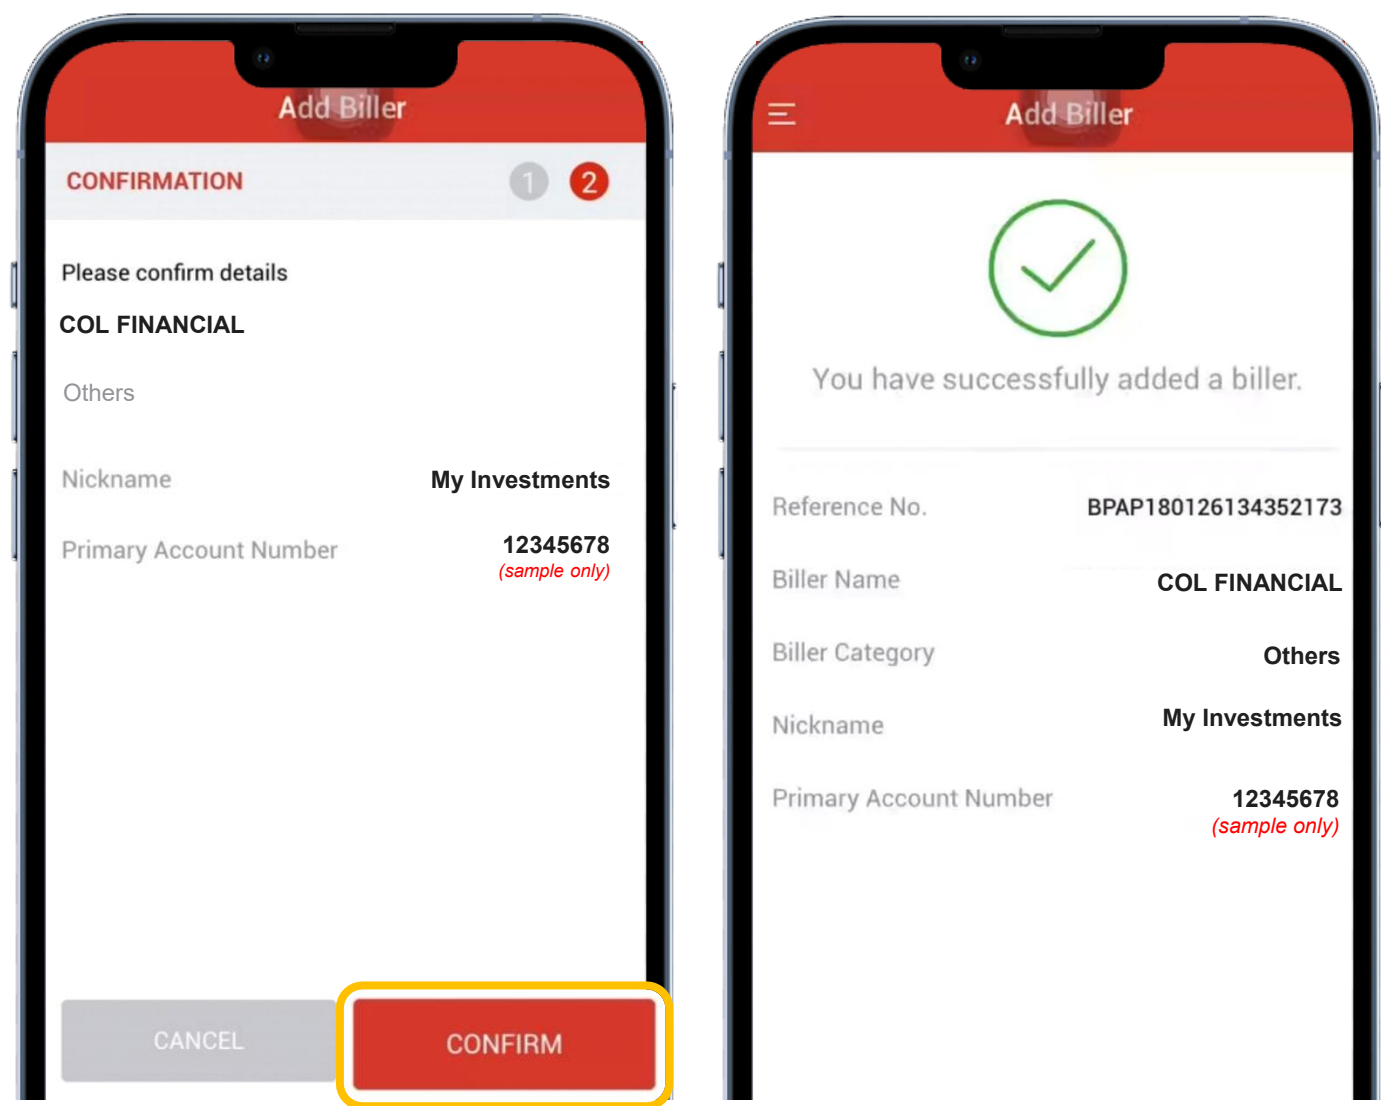 Add Biller
CONFIRMATION 1 2
Please confirm details
COL FINANCIAL
Others
Nickname My Investments
Primary Account Number 12345678
(sample only)
CANCEL CONFIRM
Add Biller
You have successfully added a biller.
Reference No. BPAP180126134352173
Biller Name COL FINANCIAL
Biller Category Others
Nickname My Investments
Primary Account Number 12345678
(sample only)